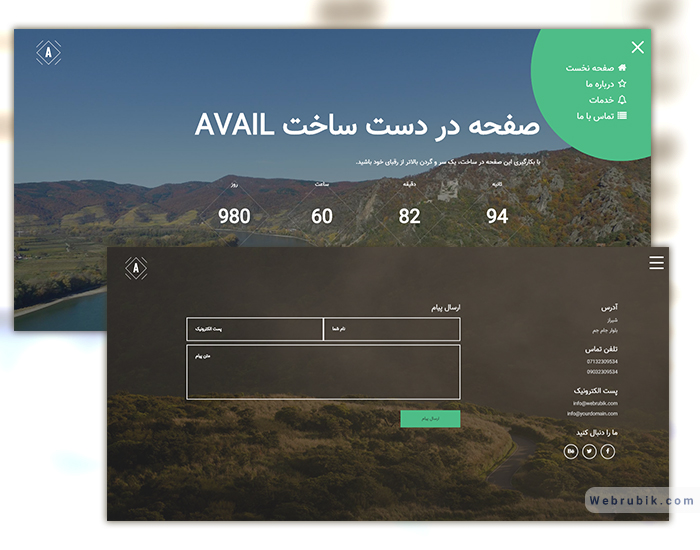 A
صفحه نخست
درباره ما
خدمات
تماس با ما
صفحه در دست ساخت AVAIL
با بکارگیری این صفحه در ساخت، یک سر و گردن بالاتر از رقبای خود باشید.
ثانیه
دقیقه
ساعت
روز
94
82
60
980
A
آدرس
شیراز
بلوار جام جم
تلفن تماس
07132309534
09032309534
پست الکترونیک
info@webrubik.com
info@yourdomain.com
ما را دنبال کنید
Bē
ارسال پیام
نام شما
پست الکترونیک
متن پیام
ارسال پیام
Webrubik.com